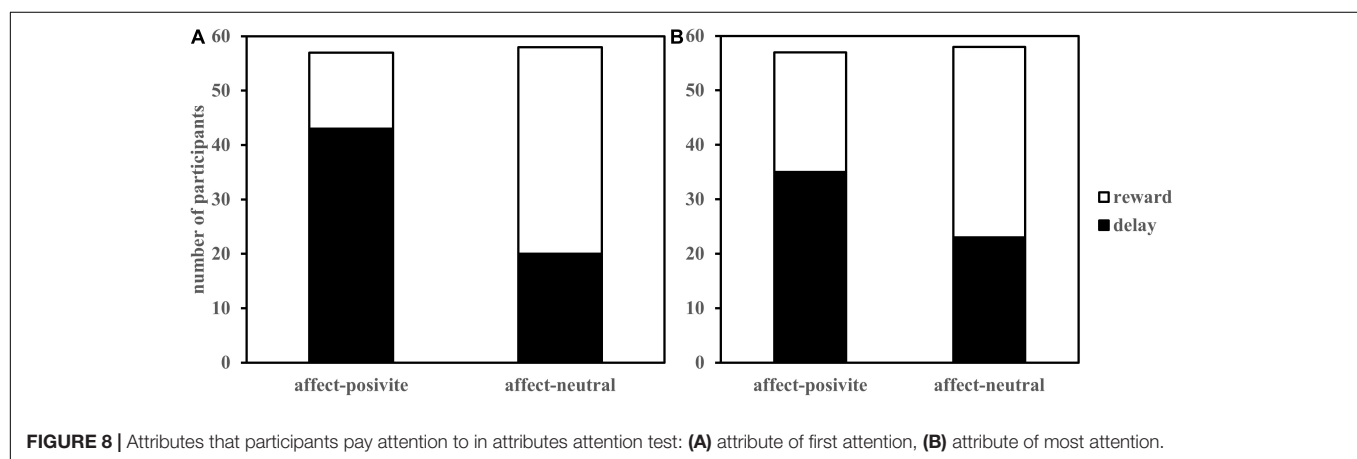 A
60
50
40
30
20
10
0
number of participants
affect-posivite
affect-neutral
B
60
50
40
30
20
10
0
affect-posivite
affect-neutral
reward
delay
FIGURE 8 | Attributes that participants pay attention to in attributes attention test: (A) attribute of first attention, (B) attribute of most attention.